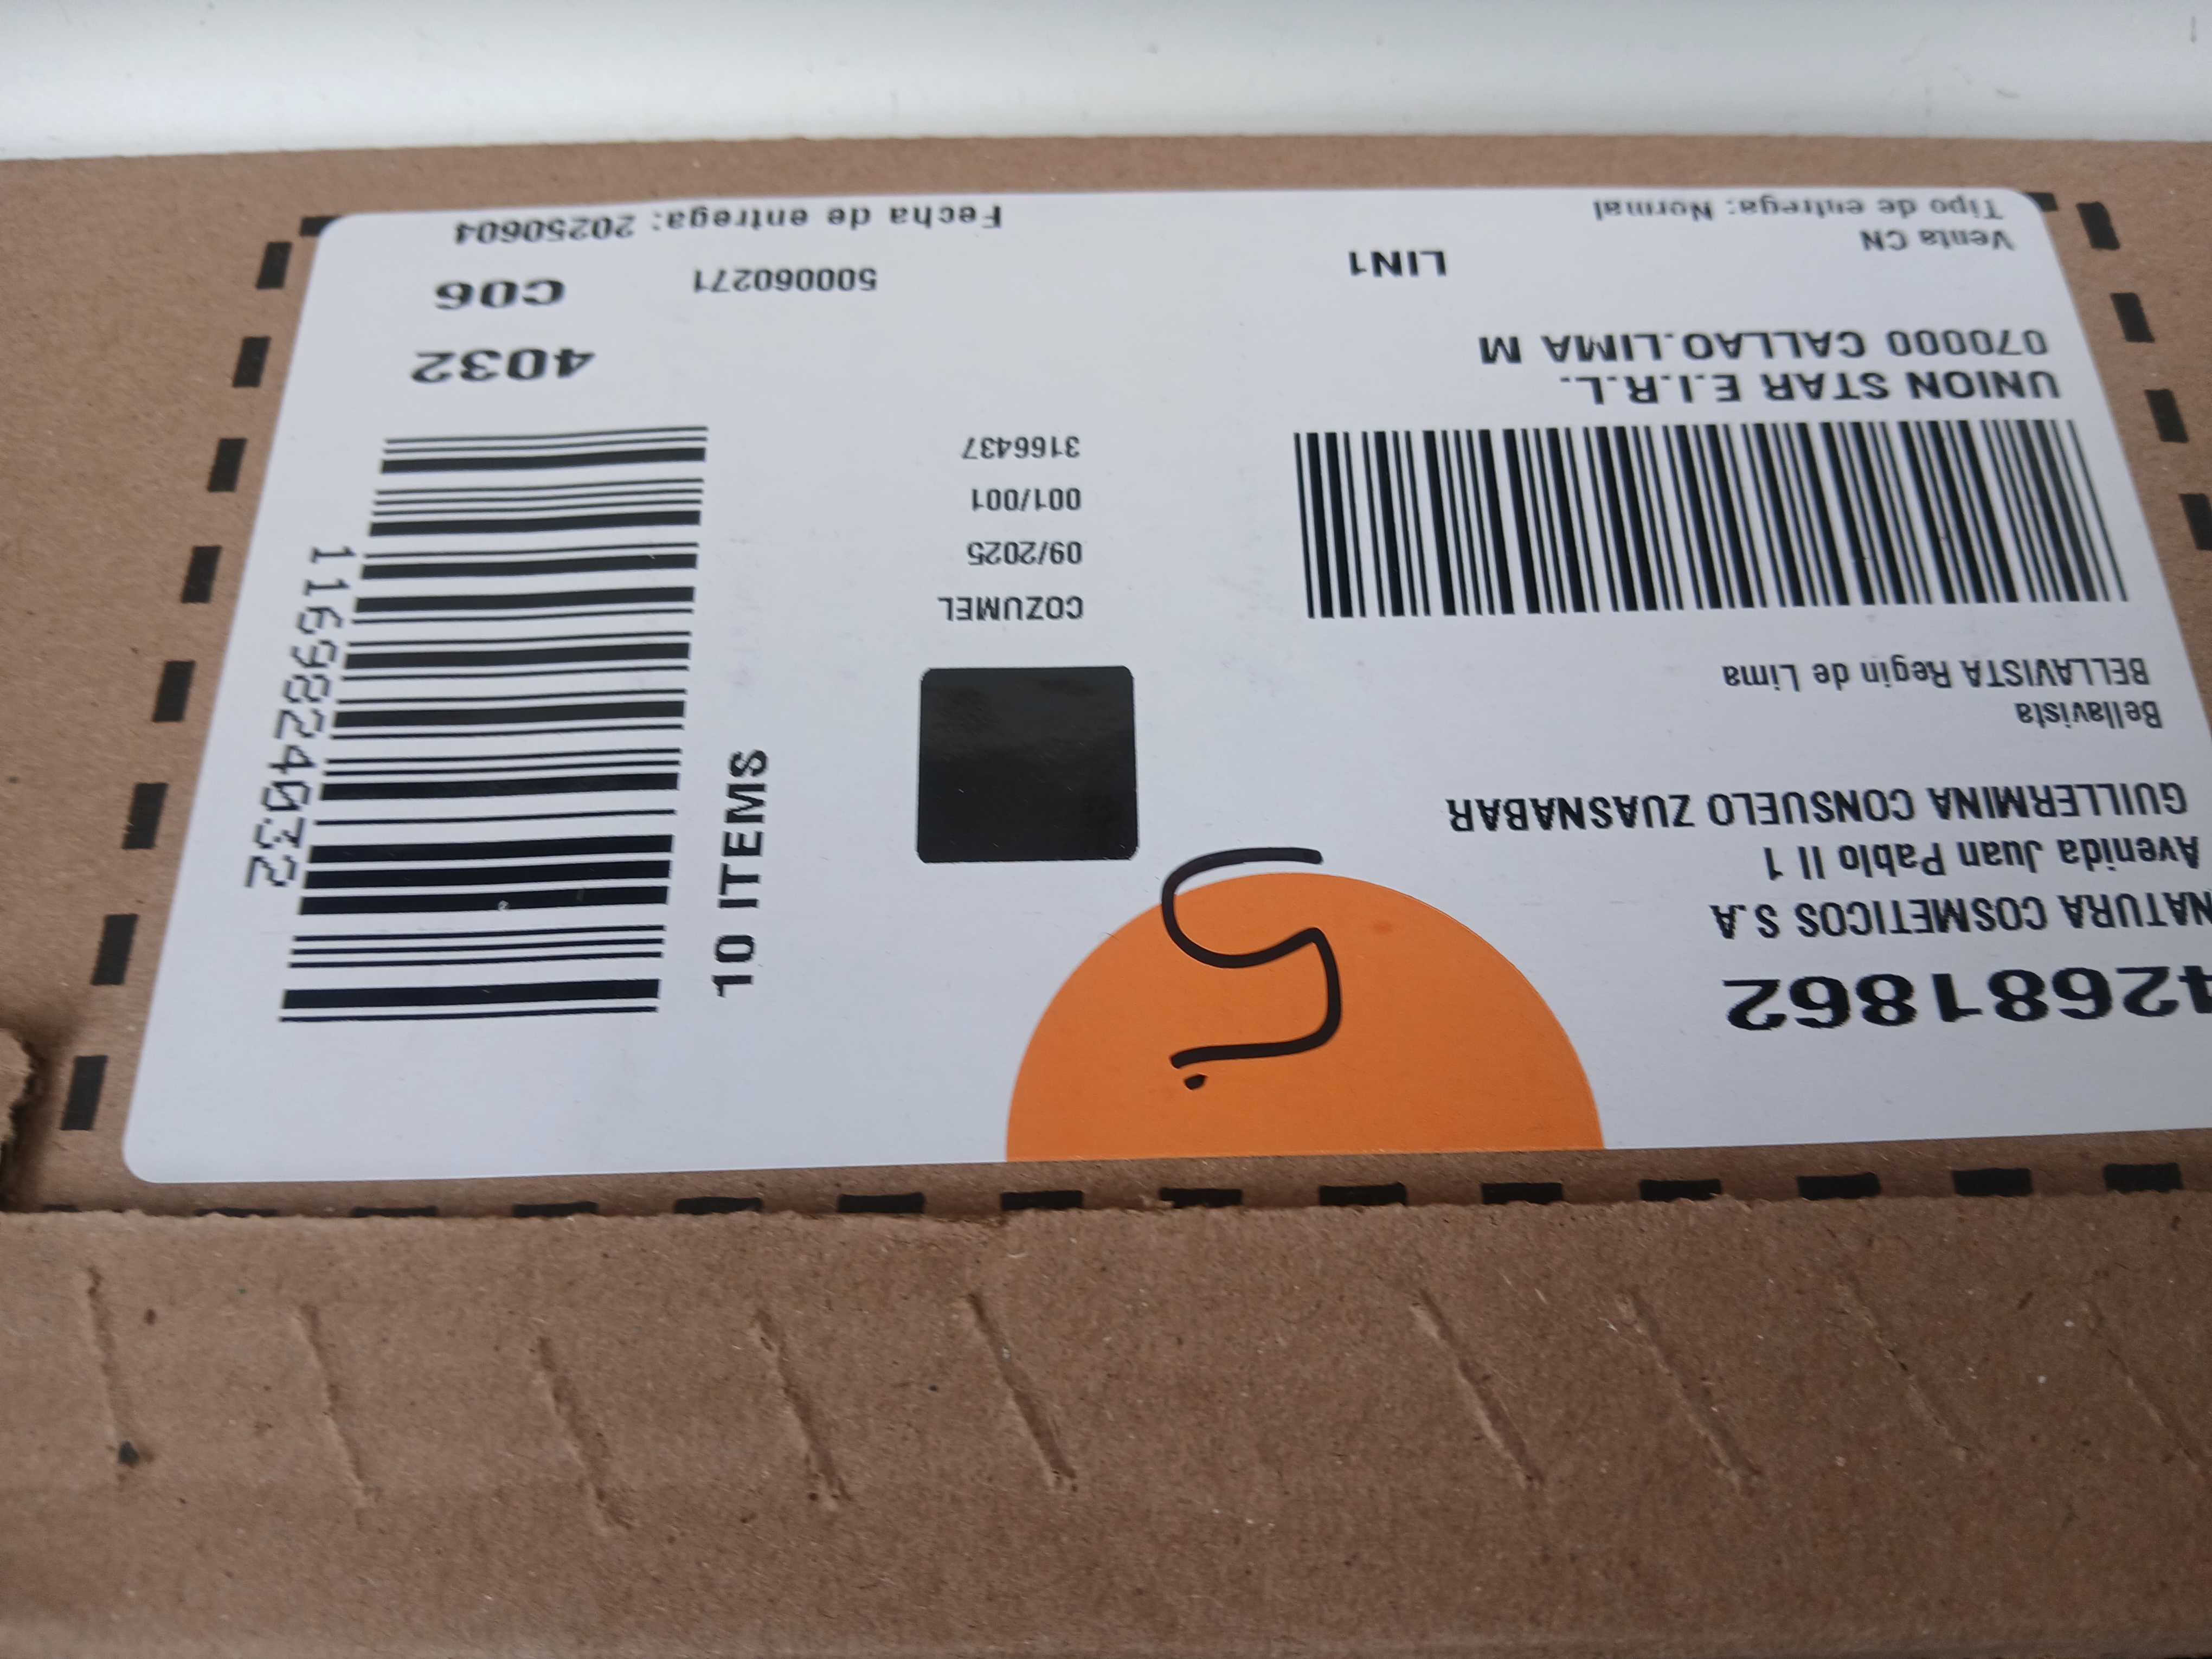 42681862
NATURA COSMETICOS S.A
Avenida Juan Pablo II 1
GUILLERMINA CONSUELO ZUASNABAR
Bellavista
BELLAVISTA Regin de Lima
UNION STAR E.I.R.L.
070000 CALLAO.LIMA M
Venta CN
Tipo de entrega: Normal
LIN1
5
COZUMEL
09/2025
001/001
3166437
500060271
Fecha de entrega: 20250604
10 ITEMS
1169824032
4032
C06